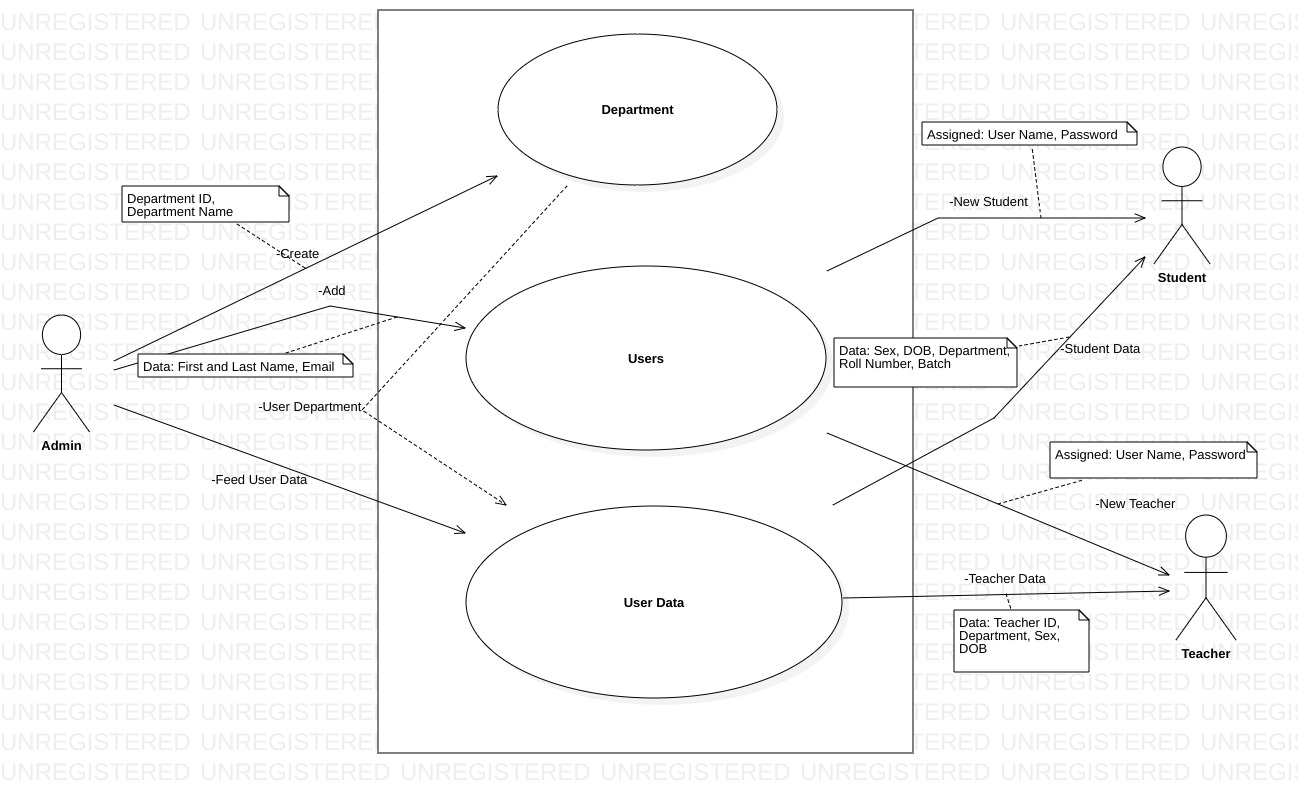 UNREGISTERED UNREGISTERED UNREGISTERED UNREGISTERED UNREGISTERED UNREGISTERED
Department
Assigned: User Name, Password
Department ID,
Department Name
-New Student
-Create
Student
-Add
Data: First and Last Name, Email
Users
Data: Sex, DOB, Department,
Roll Number, Batch
-Student Data
-User Department
Admin
Assigned: User Name, Password
-Feed User Data
-New Teacher
-Teacher Data
User Data
Data: Teacher ID,
Department, Sex,
DOB
Teacher